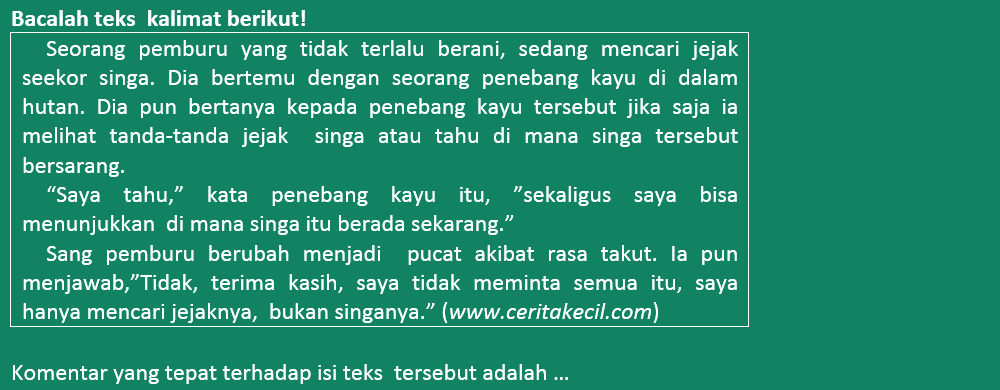 Bacalah teks  kalimat berikut!
Seorang pemburu yang tidak terlalu berani, sedang mencari jejak
seekor singa. Dia bertemu dengan seorang penebang kayu di dalam
hutan. Dia pun bertanya kepada penebang kayu tersebut jika saja ia
melihat tanda-tanda jejak  singa atau tahu di mana singa tersebut
bersarang.
“Saya tahu,” kata penebang kayu itu, ”sekaligus saya bisa
menunjukkan  di mana singa itu berada sekarang.”
Sang pemburu berubah menjadi  pucat akibat rasa takut. Ia pun
menjawab,”Tidak, terima kasih, saya tidak meminta semua itu, saya
hanya mencari jejaknya,  bukan singanya.” (www.ceritakecil.com)
Komentar yang tepat terhadap isi teks  tersebut adalah ...